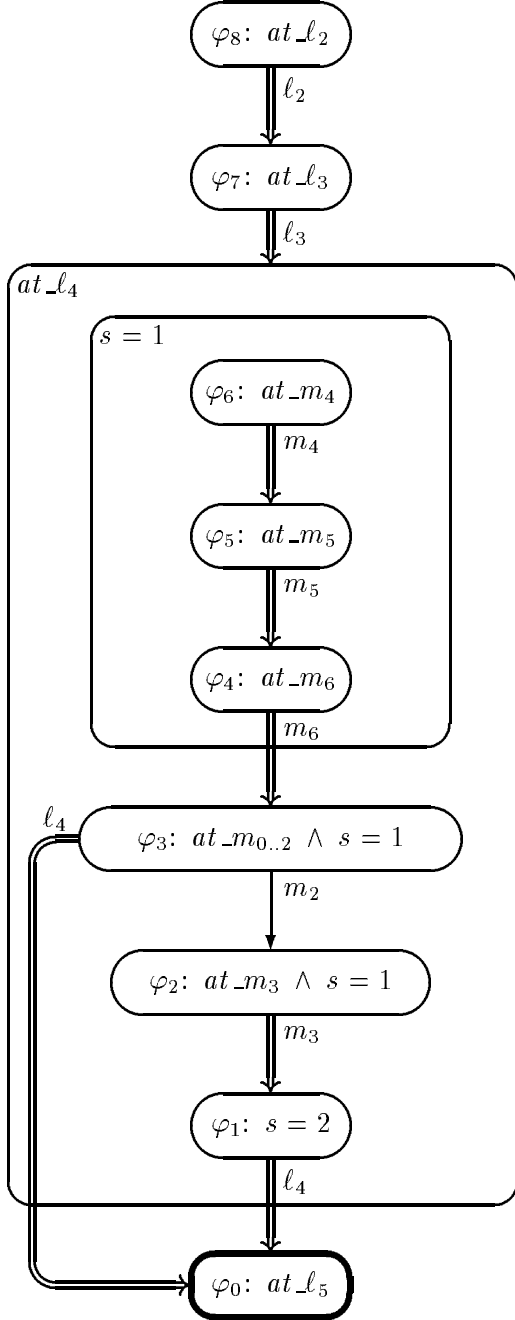 φ₈: at_ℓ₂
ℓ₂
φ₇: at_ℓ₃
ℓ₃
at_ℓ₄
s = 1
φ₆: at_m₄
m₄
φ₅: at_m₅
m₅
φ₄: at_m₆
m₆
ℓ₄
φ₃: at_m₀..₂ ∧ s = 1
m₂
φ₂: at_m₃ ∧ s = 1
m₃
φ₁: s = 2
ℓ₄
φ₀: at_ℓ₅